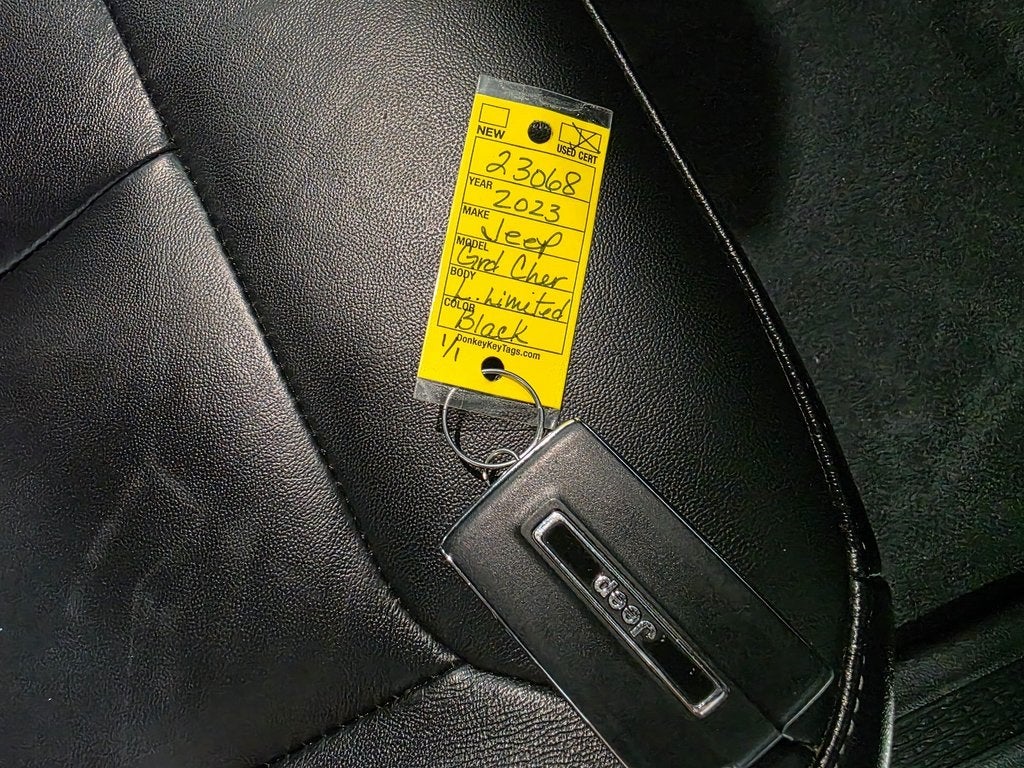 NEW USED CERT
23068
YEAR 2023
MAKE Jeep
MODEL Grd Cher
BODY L. Limited
COLOR Black
1/1 DonkeyKeyTags.com
Jeep